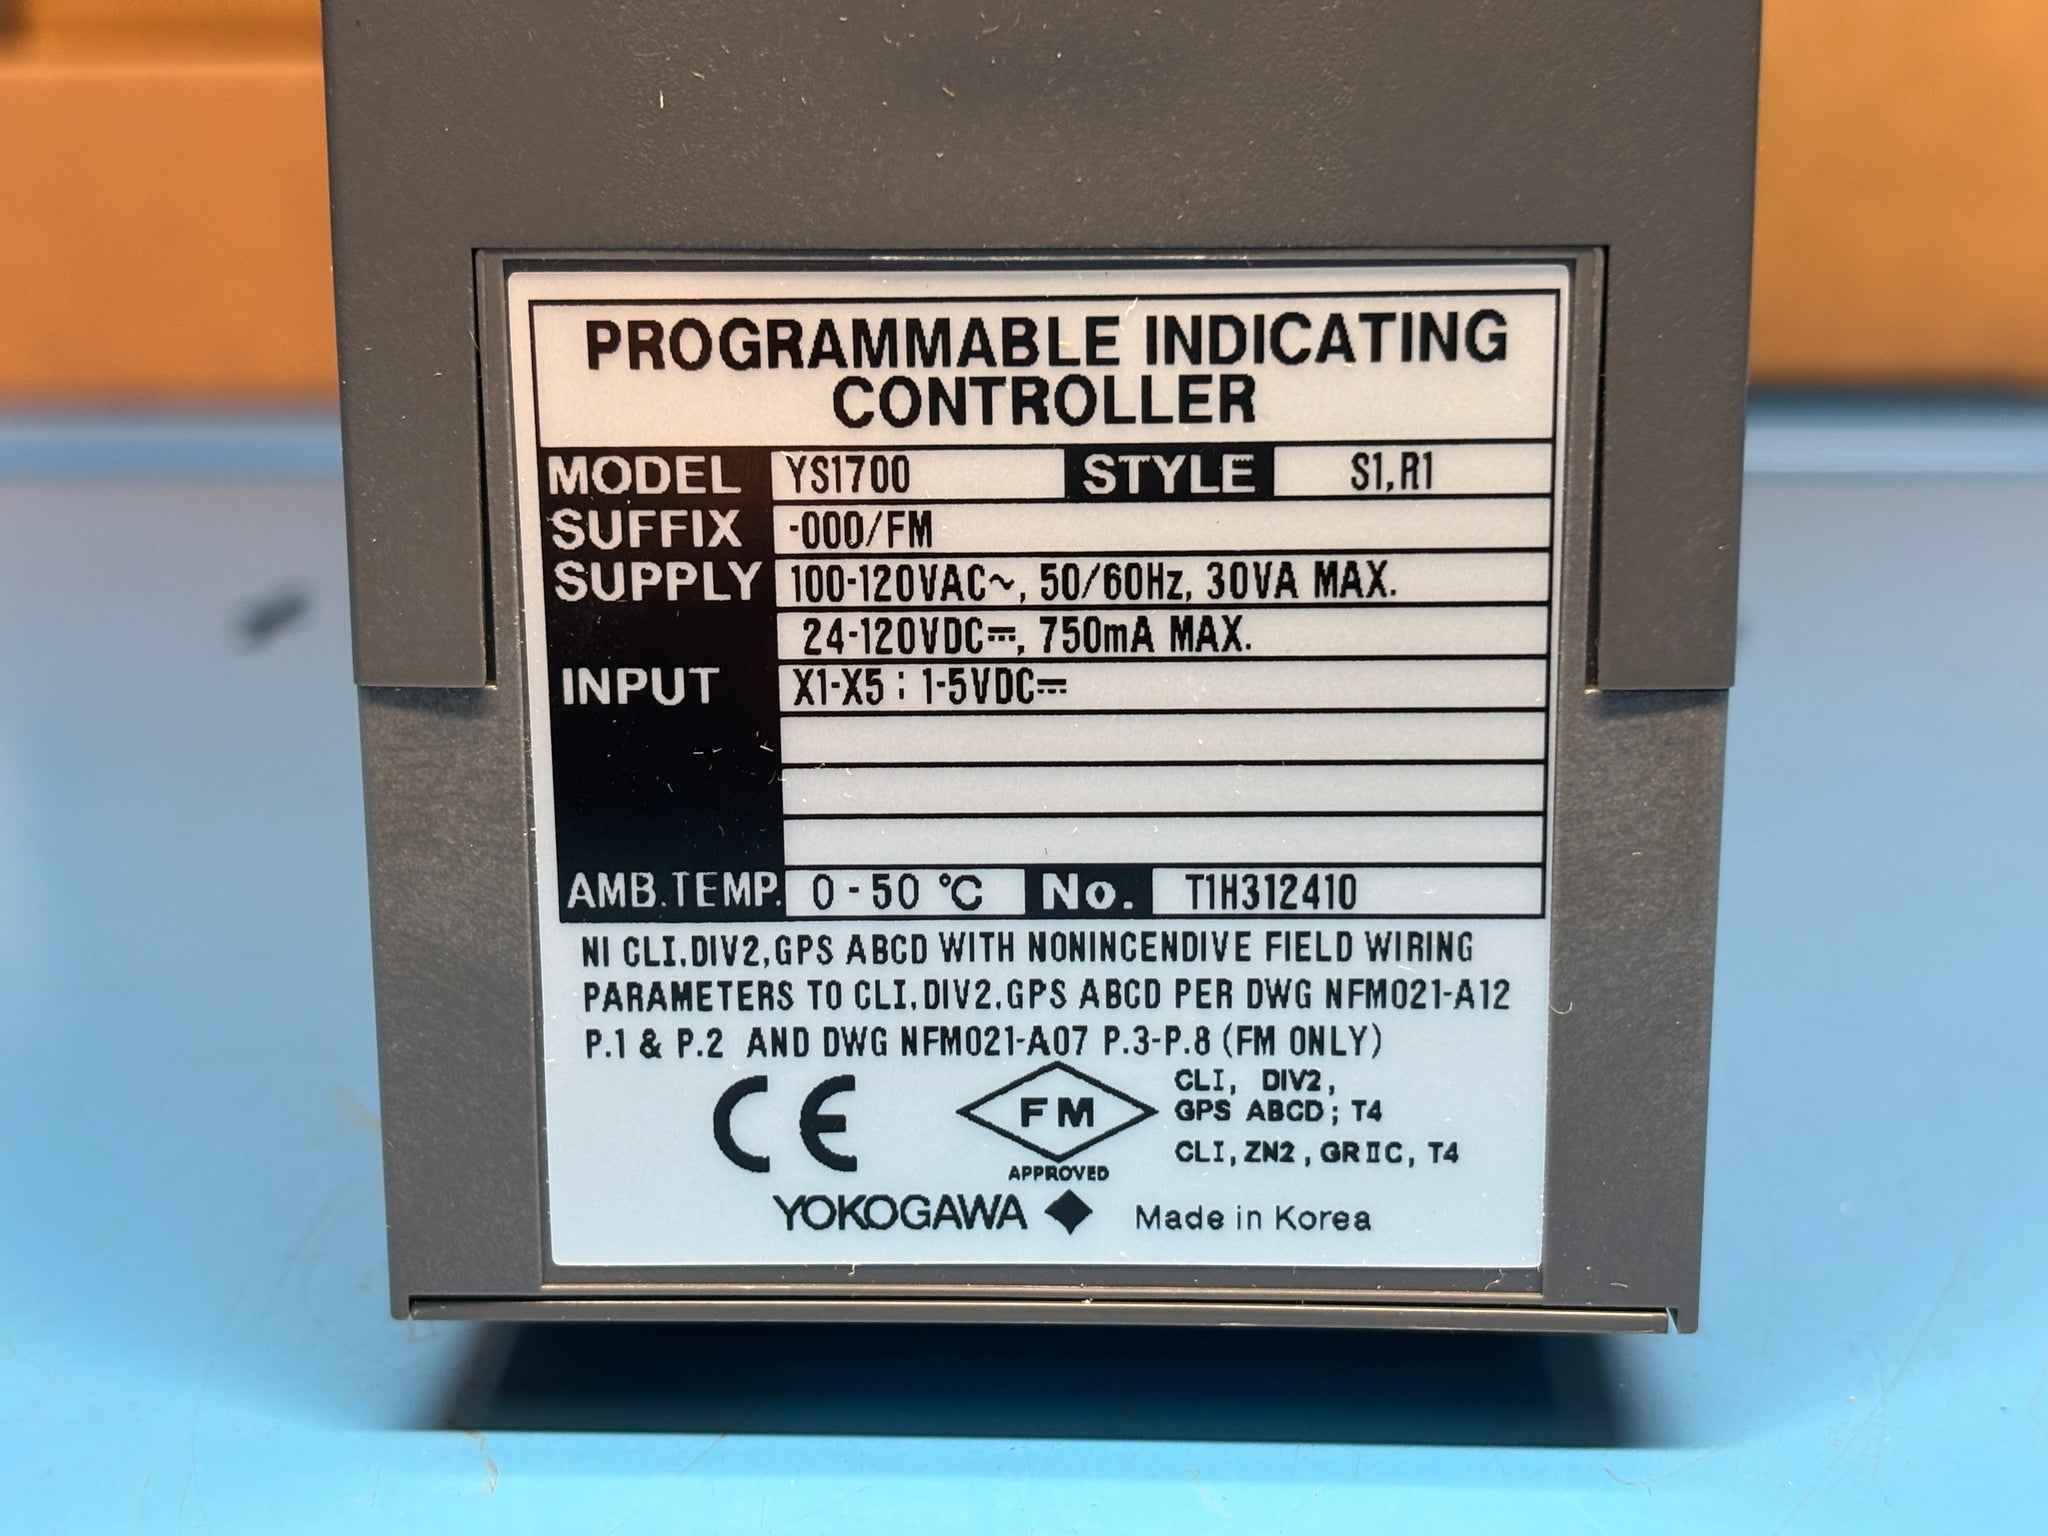 PROGRAMMABLE INDICATING
CONTROLLER
MODEL YS1700 STYLE S1,R1
SUFFIX -000/FM
SUPPLY 100-120VAC~, 50/60Hz, 30VA MAX.
24-120VDC⎓, 750mA MAX.
INPUT X1-X5 : 1-5VDC⎓
AMB.TEMP. 0 - 50 °C No. T1H312410
NI CLI,DIV2,GPS ABCD WITH NONINCENDIVE FIELD WIRING
PARAMETERS TO CLI,DIV2,GPS ABCD PER DWG NFM021-A12
P.1 & P.2 AND DWG NFM021-A07 P.3-P.8 (FM ONLY)
CE FM APPROVED
CLI, DIV2,
GPS ABCD; T4
CLI,ZN2,GRIIC, T4
YOKOGAWA ◆ Made in Korea